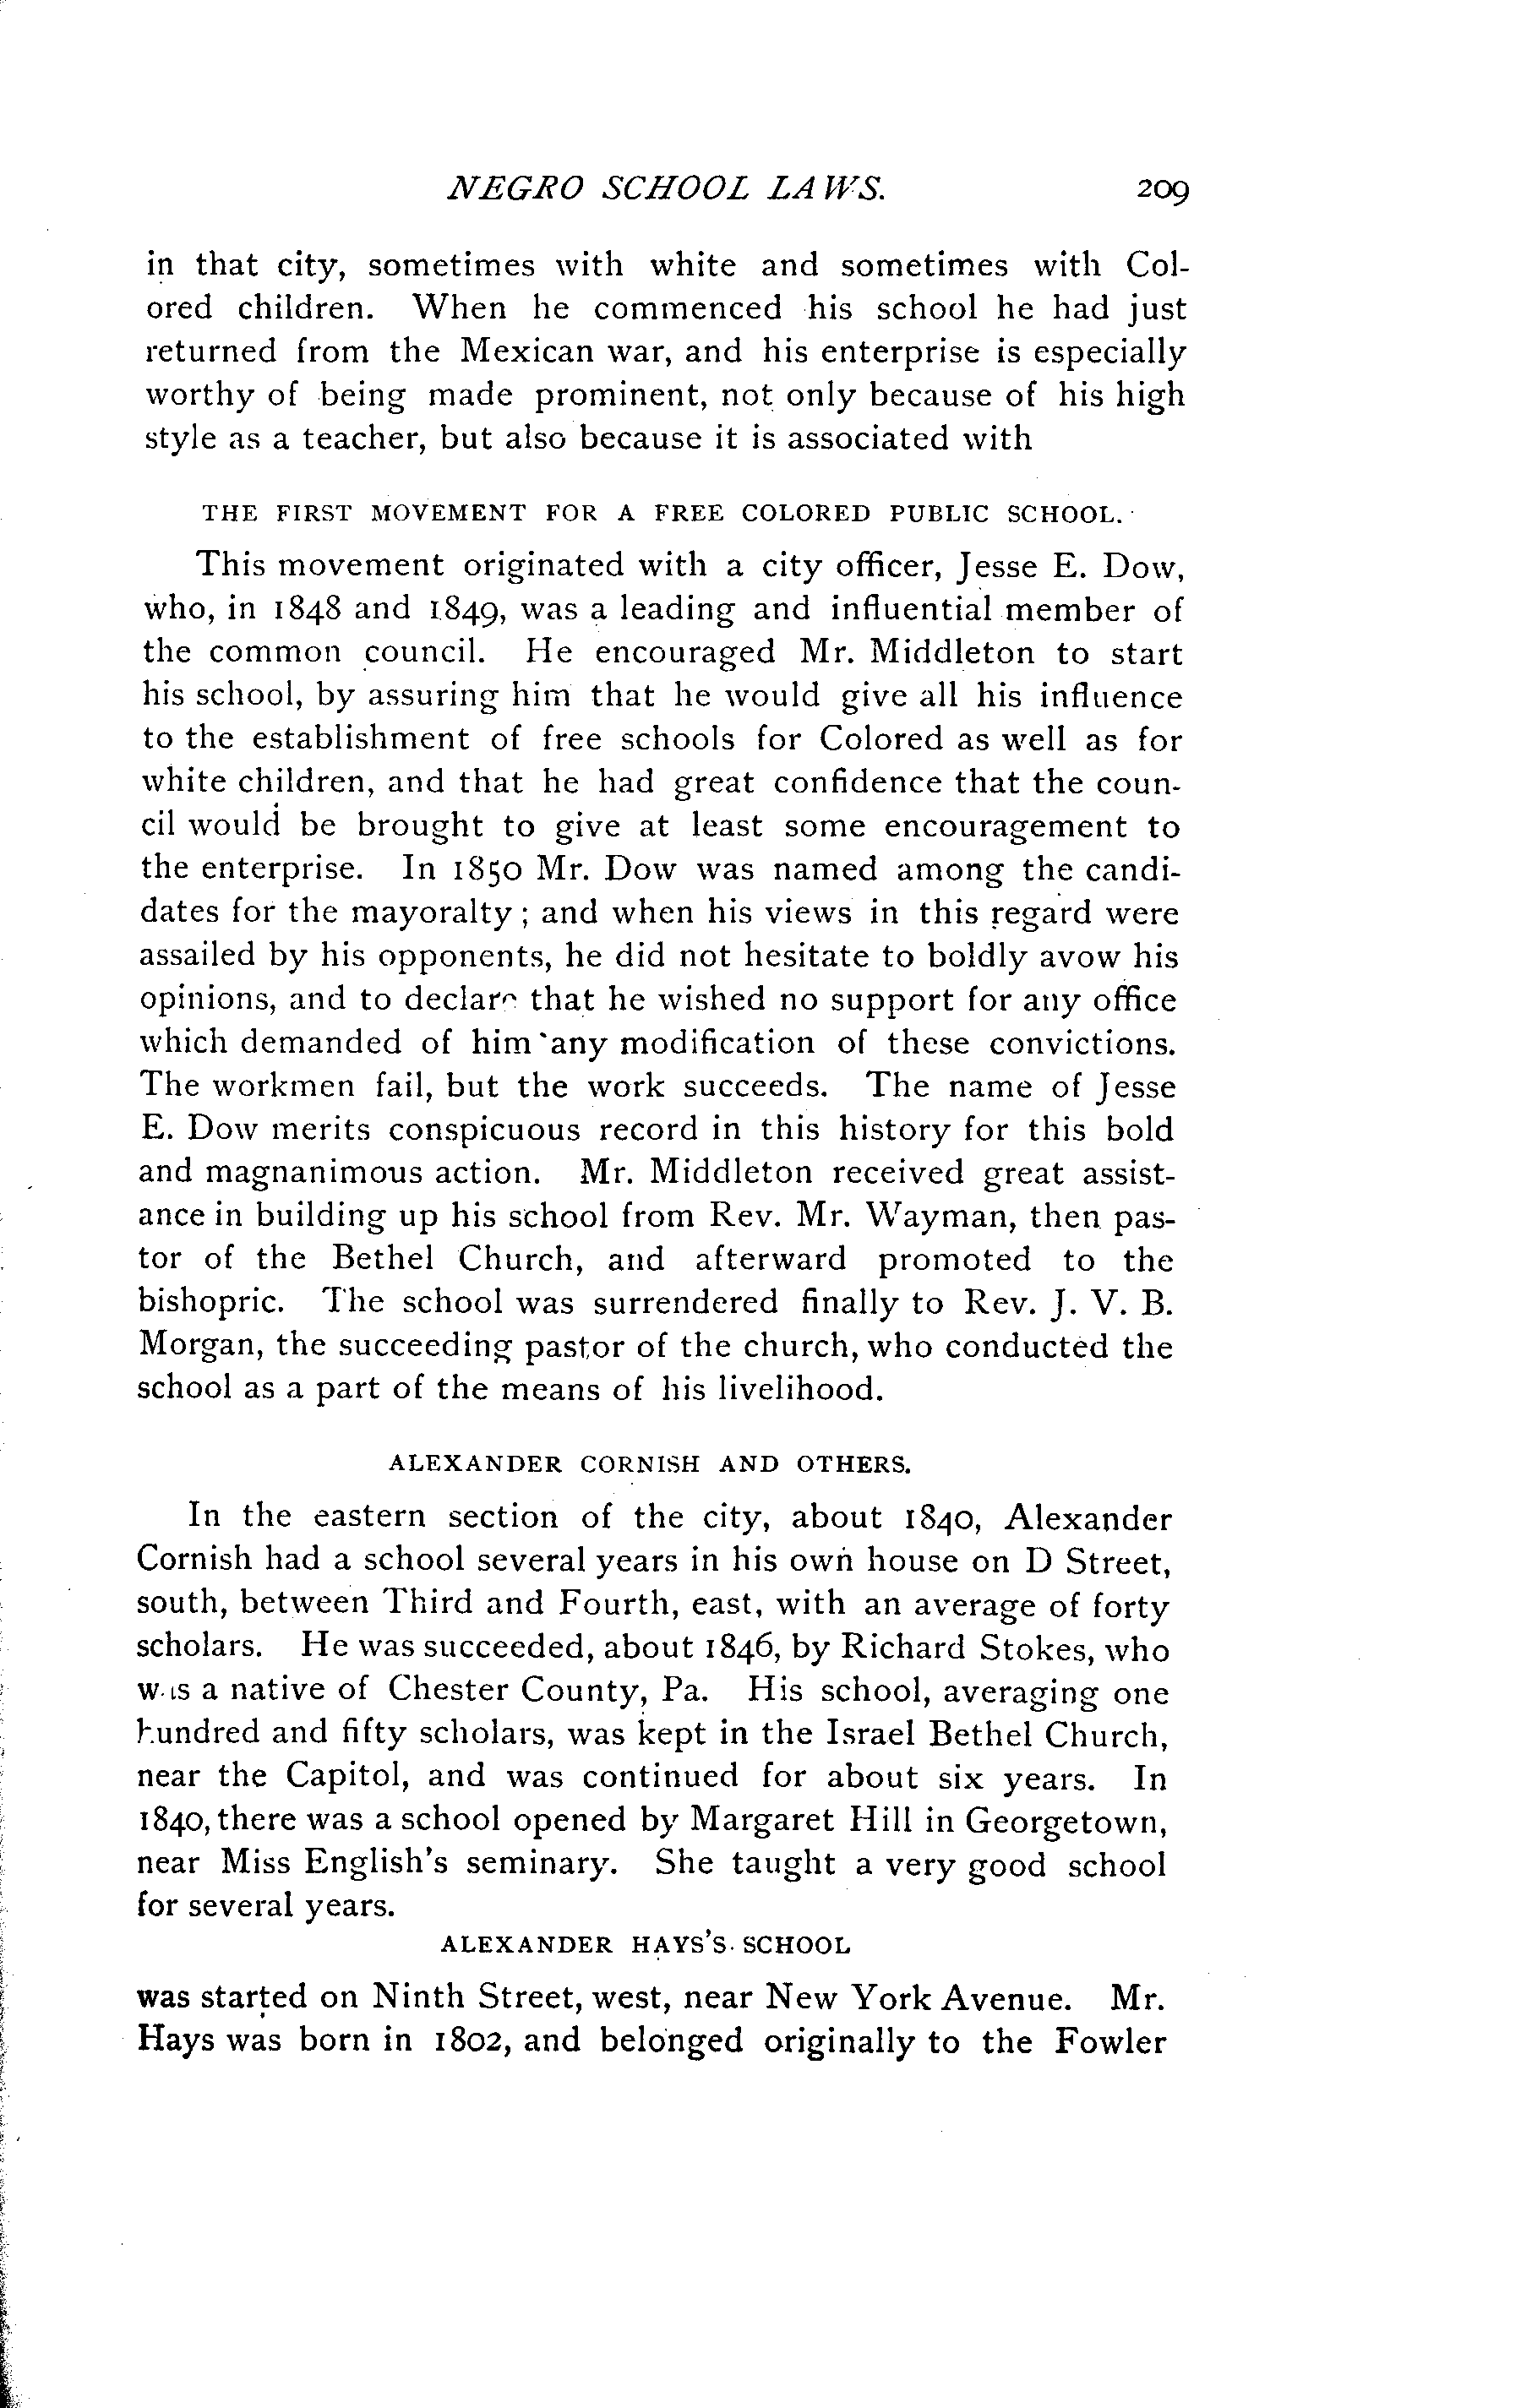 NEGRO SCHOOL LAWS. 209
in that city, sometimes with white and sometimes with Col-
ored children. When he commenced his school he had just
returned from the Mexican war, and his enterprise is especially
worthy of being made prominent, not only because of his high
style as a teacher, but also because it is associated with
THE FIRST MOVEMENT FOR A FREE COLORED PUBLIC SCHOOL.
This movement originated with a city officer, Jesse E. Dow,
who, in 1848 and 1849, was a leading and influential member of
the common council. He encouraged Mr. Middleton to start
his school, by assuring him that he would give all his influence
to the establishment of free schools for Colored as well as for
white children, and that he had great confidence that the coun-
cil would be brought to give at least some encouragement to
the enterprise. In 1850 Mr. Dow was named among the candi-
dates for the mayoralty; and when his views in this regard were
assailed by his opponents, he did not hesitate to boldly avow his
opinions, and to declare that he wished no support for any office
which demanded of him any modification of these convictions.
The workmen fail, but the work succeeds. The name of Jesse
E. Dow merits conspicuous record in this history for this bold
and magnanimous action. Mr. Middleton received great assist-
ance in building up his school from Rev. Mr. Wayman, then pas-
tor of the Bethel Church, and afterward promoted to the
bishopric. The school was surrendered finally to Rev. J. V. B.
Morgan, the succeeding pastor of the church, who conducted the
school as a part of the means of his livelihood.
ALEXANDER CORNISH AND OTHERS.
In the eastern section of the city, about 1840, Alexander
Cornish had a school several years in his own house on D Street,
south, between Third and Fourth, east, with an average of forty
scholars. He was succeeded, about 1846, by Richard Stokes, who
was a native of Chester County, Pa. His school, averaging one
hundred and fifty scholars, was kept in the Israel Bethel Church,
near the Capitol, and was continued for about six years. In
1840, there was a school opened by Margaret Hill in Georgetown,
near Miss English's seminary. She taught a very good school
for several years.
ALEXANDER HAYS'S SCHOOL
was started on Ninth Street, west, near New York Avenue. Mr.
Hays was born in 1802, and belonged originally to the Fowler